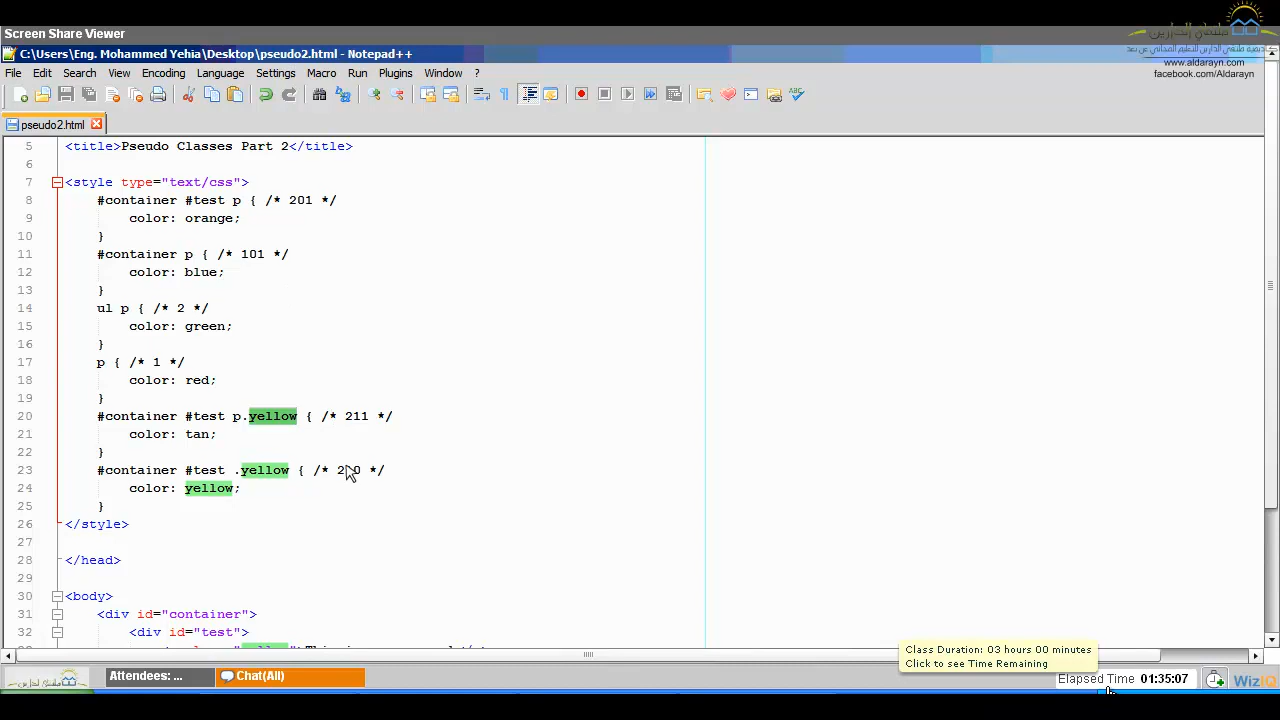 Screen Share Viewer
www.aldarayn.com
facebook.com/Aldarayn
C:\Users\Eng. Mohammed Yehia\Desktop\pseudo2.html - Notepad++
File Edit Search View Encoding Language Settings Macro Run Plugins Window ?
pseudo2.html
5 <title>Pseudo Classes Part 2</title>
6
7 <style type="text/css">
8 #container #test p { /* 201 */
9 color: orange;
10 }
11 #container p { /* 101 */
12 color: blue;
13 }
14 ul p { /* 2 */
15 color: green;
16 }
17 p { /* 1 */
18 color: red;
19 }
20 #container #test p.yellow { /* 211 */
21 color: tan;
22 }
23 #container #test .yellow { /* */
24 color: yellow;
25 }
26 </style>
27
28 </head>
29
30 <body>
31 <div id="container">
32 <div id="test">
Class Duration: 03 hours 00 minutes
Click to see Time Remaining
Attendees: ...
Chat(All)
Elapsed Time 01:35:07
WizIQ